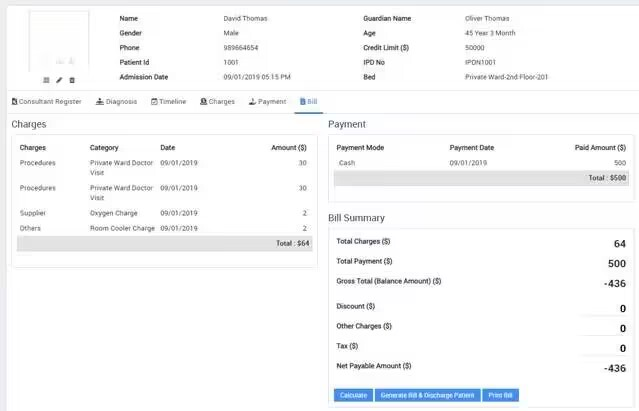 Name David Thomas Guardian Name Oliver Thomas
Gender Male Age 45 Year 3 Month
Phone 989664654 Credit Limit ($) 50000
Patient Id 1001 IPD No IPDN1001
Admission Date 09/01/2019 05:15 PM Bed Private Ward-2nd Floor-201
Consultant Register Diagnosis Timeline Charges Payment Bill
Charges
Charges Category Date Amount ($)
Procedures Private Ward Doctor Visit 09/01/2019 30
Procedures Private Ward Doctor Visit 09/01/2019 30
Supplier Oxygen Charge 09/01/2019 2
Others Room Cooler Charge 09/01/2019 2
Total : $64
Payment
Payment Mode Payment Date Paid Amount ($)
Cash 09/01/2019 500
Total : $500
Bill Summary
Total Charges ($) 64
Total Payment ($) 500
Gross Total (Balance Amount) ($) -436
Discount ($) 0
Other Charges ($) 0
Tax ($) 0
Net Payable Amount ($) -436
Calculate Generate Bill & Discharge Patient Print Bill